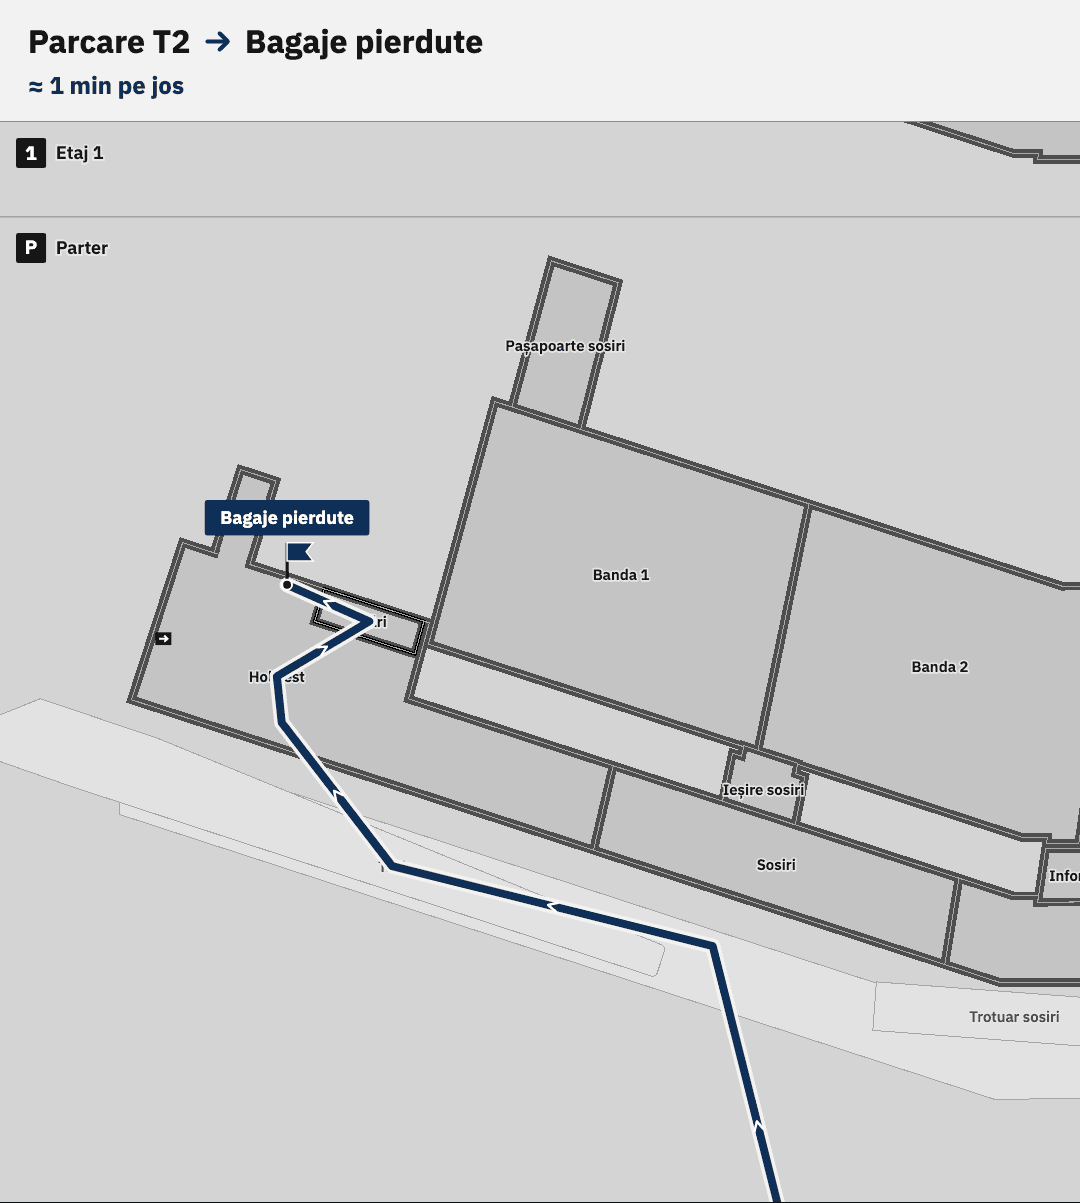 Parcare T2 → Bagaje pierdute
≈ 1 min pe jos
1 Etaj 1
P Parter
Pașapoarte sosiri
Bagaje pierdute
Banda 1
Banda 2
Ieșire sosiri
Sosiri
Trotuar sosiri